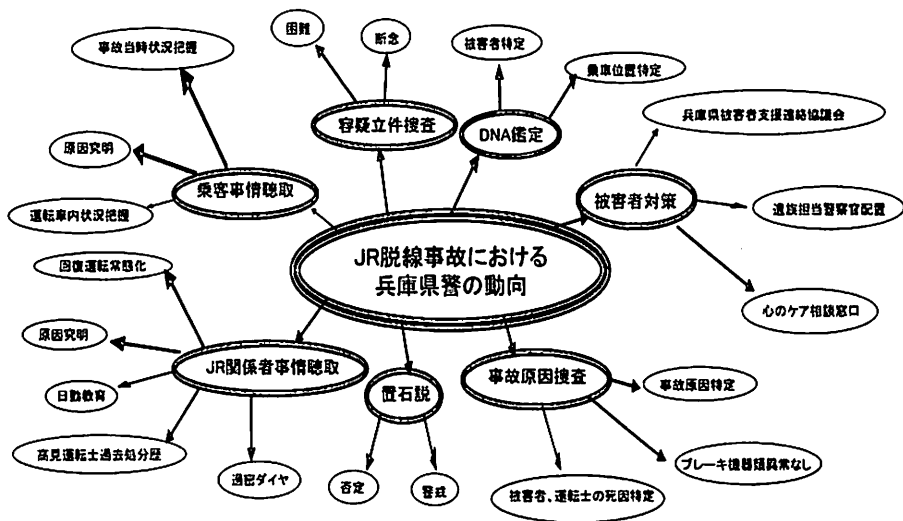 事故当時状況把握
困難
断念
被害者特定
乗車位置特定
容疑立件捜査
DNA鑑定
兵庫県被害者支援連絡協議会
原因究明
乗客事情聴取
被害者対策
運転車内状況把握
遺族担当警察官配置
JR脱線事故における
兵庫県警の動向
回復運転常態化
心のケア相談窓口
原因究明
JR関係者事情聴取
置石説
事故原因捜査
事故原因特定
日勤教育
高見運転士過去処分歴
過密ダイヤ
否定
警戒
被害者、運転士の死因特定
ブレーキ機器類異常なし